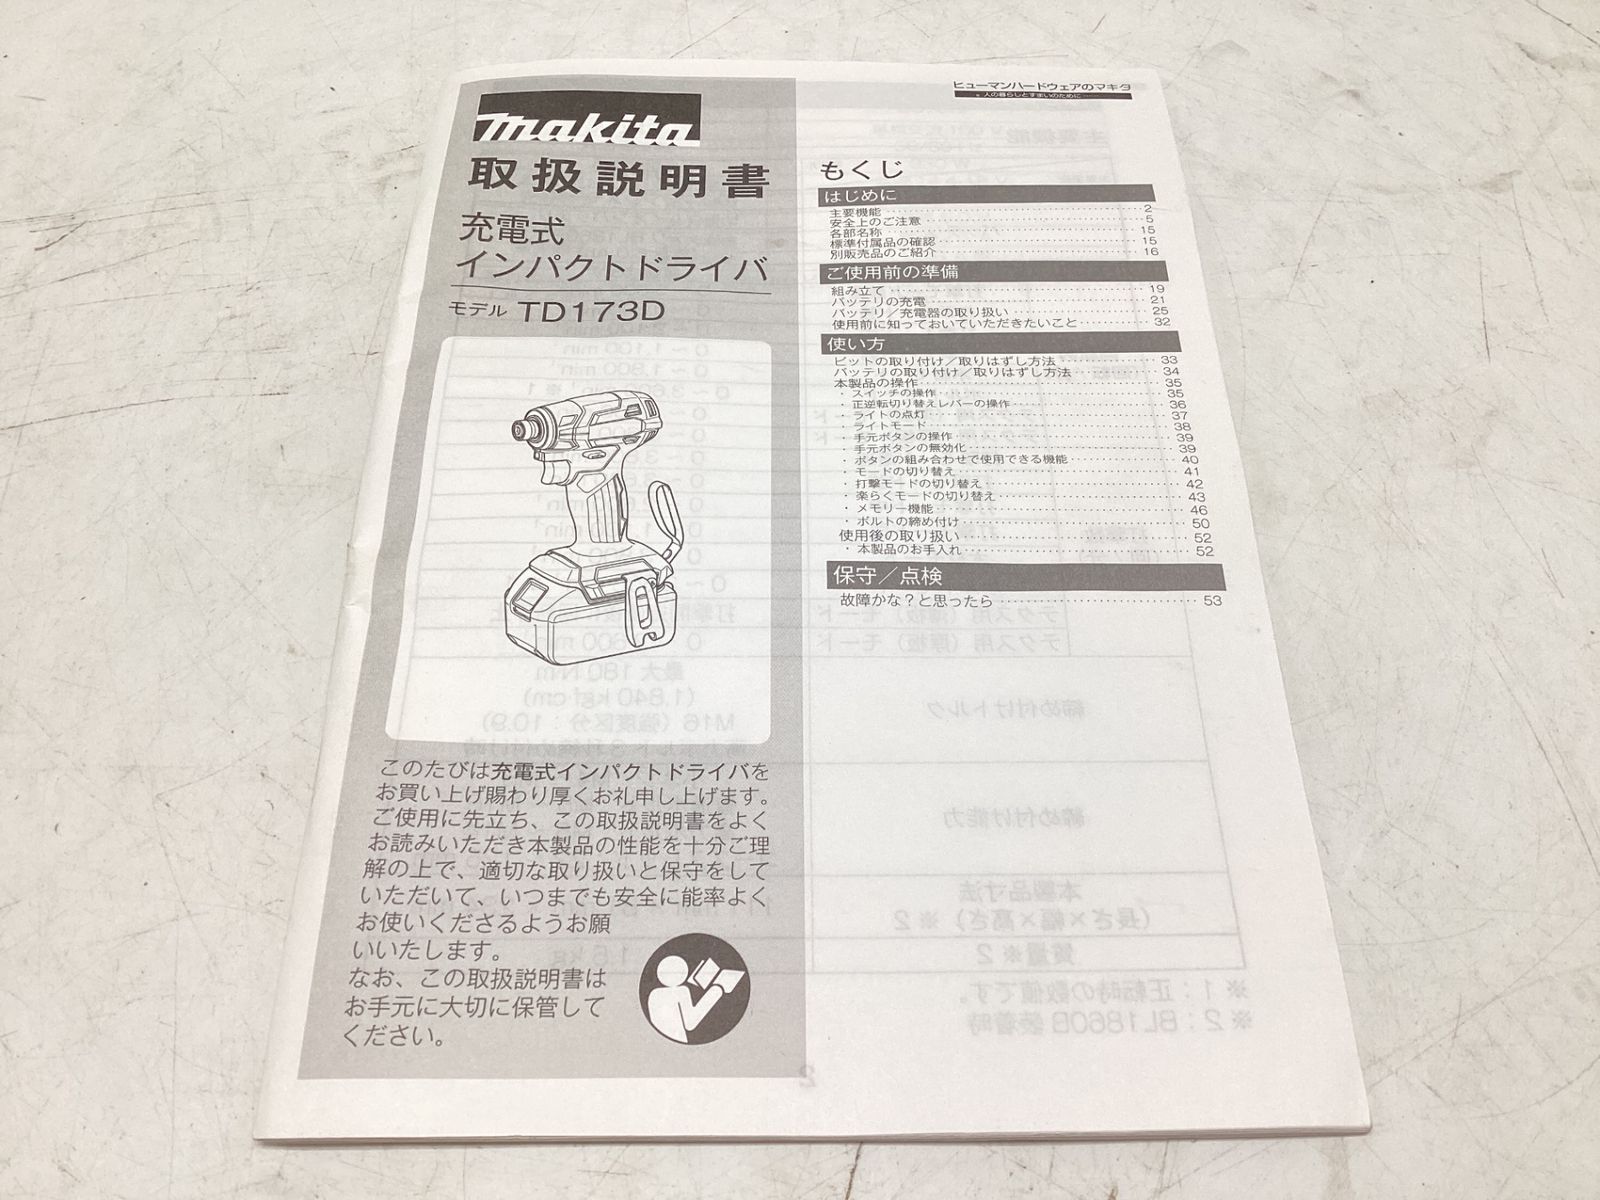 makita
取扱説明書
充電式
インパクトドライバ
モデル TD173D
このたびは充電式インパクトドライバを
お買い上げ賜わり厚くお礼申し上げます。
ご使用に先立ち、この取扱説明書をよく
お読みいただき本製品の性能を十分ご理
解の上で、適切な取り扱いと保守をして
いただいて、いつまでも安全に能率よく
お使いくださるようお願
いいたします。
なお、この取扱説明書は
お手元に大切に保管して
ください。
ヒューマンハードウェアのマキタ
人の暮らしとすまいのために
もくじ
はじめに
主要機能 2
安全上のご注意 5
各部名称 15
標準付属品の確認 15
別販売品のご紹介 16
ご使用前の準備
組み立て 19
バッテリの充電 21
バッテリ／充電器の取り扱い 25
使用前に知っておいていただきたいこと 32
使い方
ビットの取り付け／取りはずし方法 33
バッテリの取り付け／取りはずし方法 34
本製品の操作 35
・スイッチの操作 35
・正逆転切り替えレバーの操作 36
・ライトの点灯 37
・ライトモード 38
・手元ボタンの操作 39
・手元ボタンの無効化 39
・ボタンの組み合わせで使用できる機能 40
・モードの切り替え 41
・打撃モードの切り替え 42
・楽らくモードの切り替え 43
・メモリー機能 46
・ボルトの締め付け 50
使用後の取り扱い 52
・本製品のお手入れ 52
保守／点検
故障かな？と思ったら 53